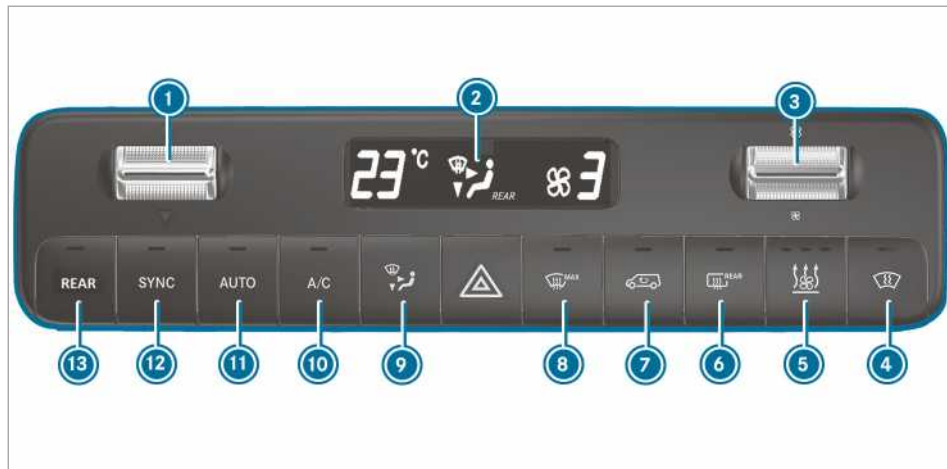 1 2 3
23 °C REAR 3
REAR SYNC AUTO A/C MAX REAR
13 12 11 10 9 8 7 6 5 4